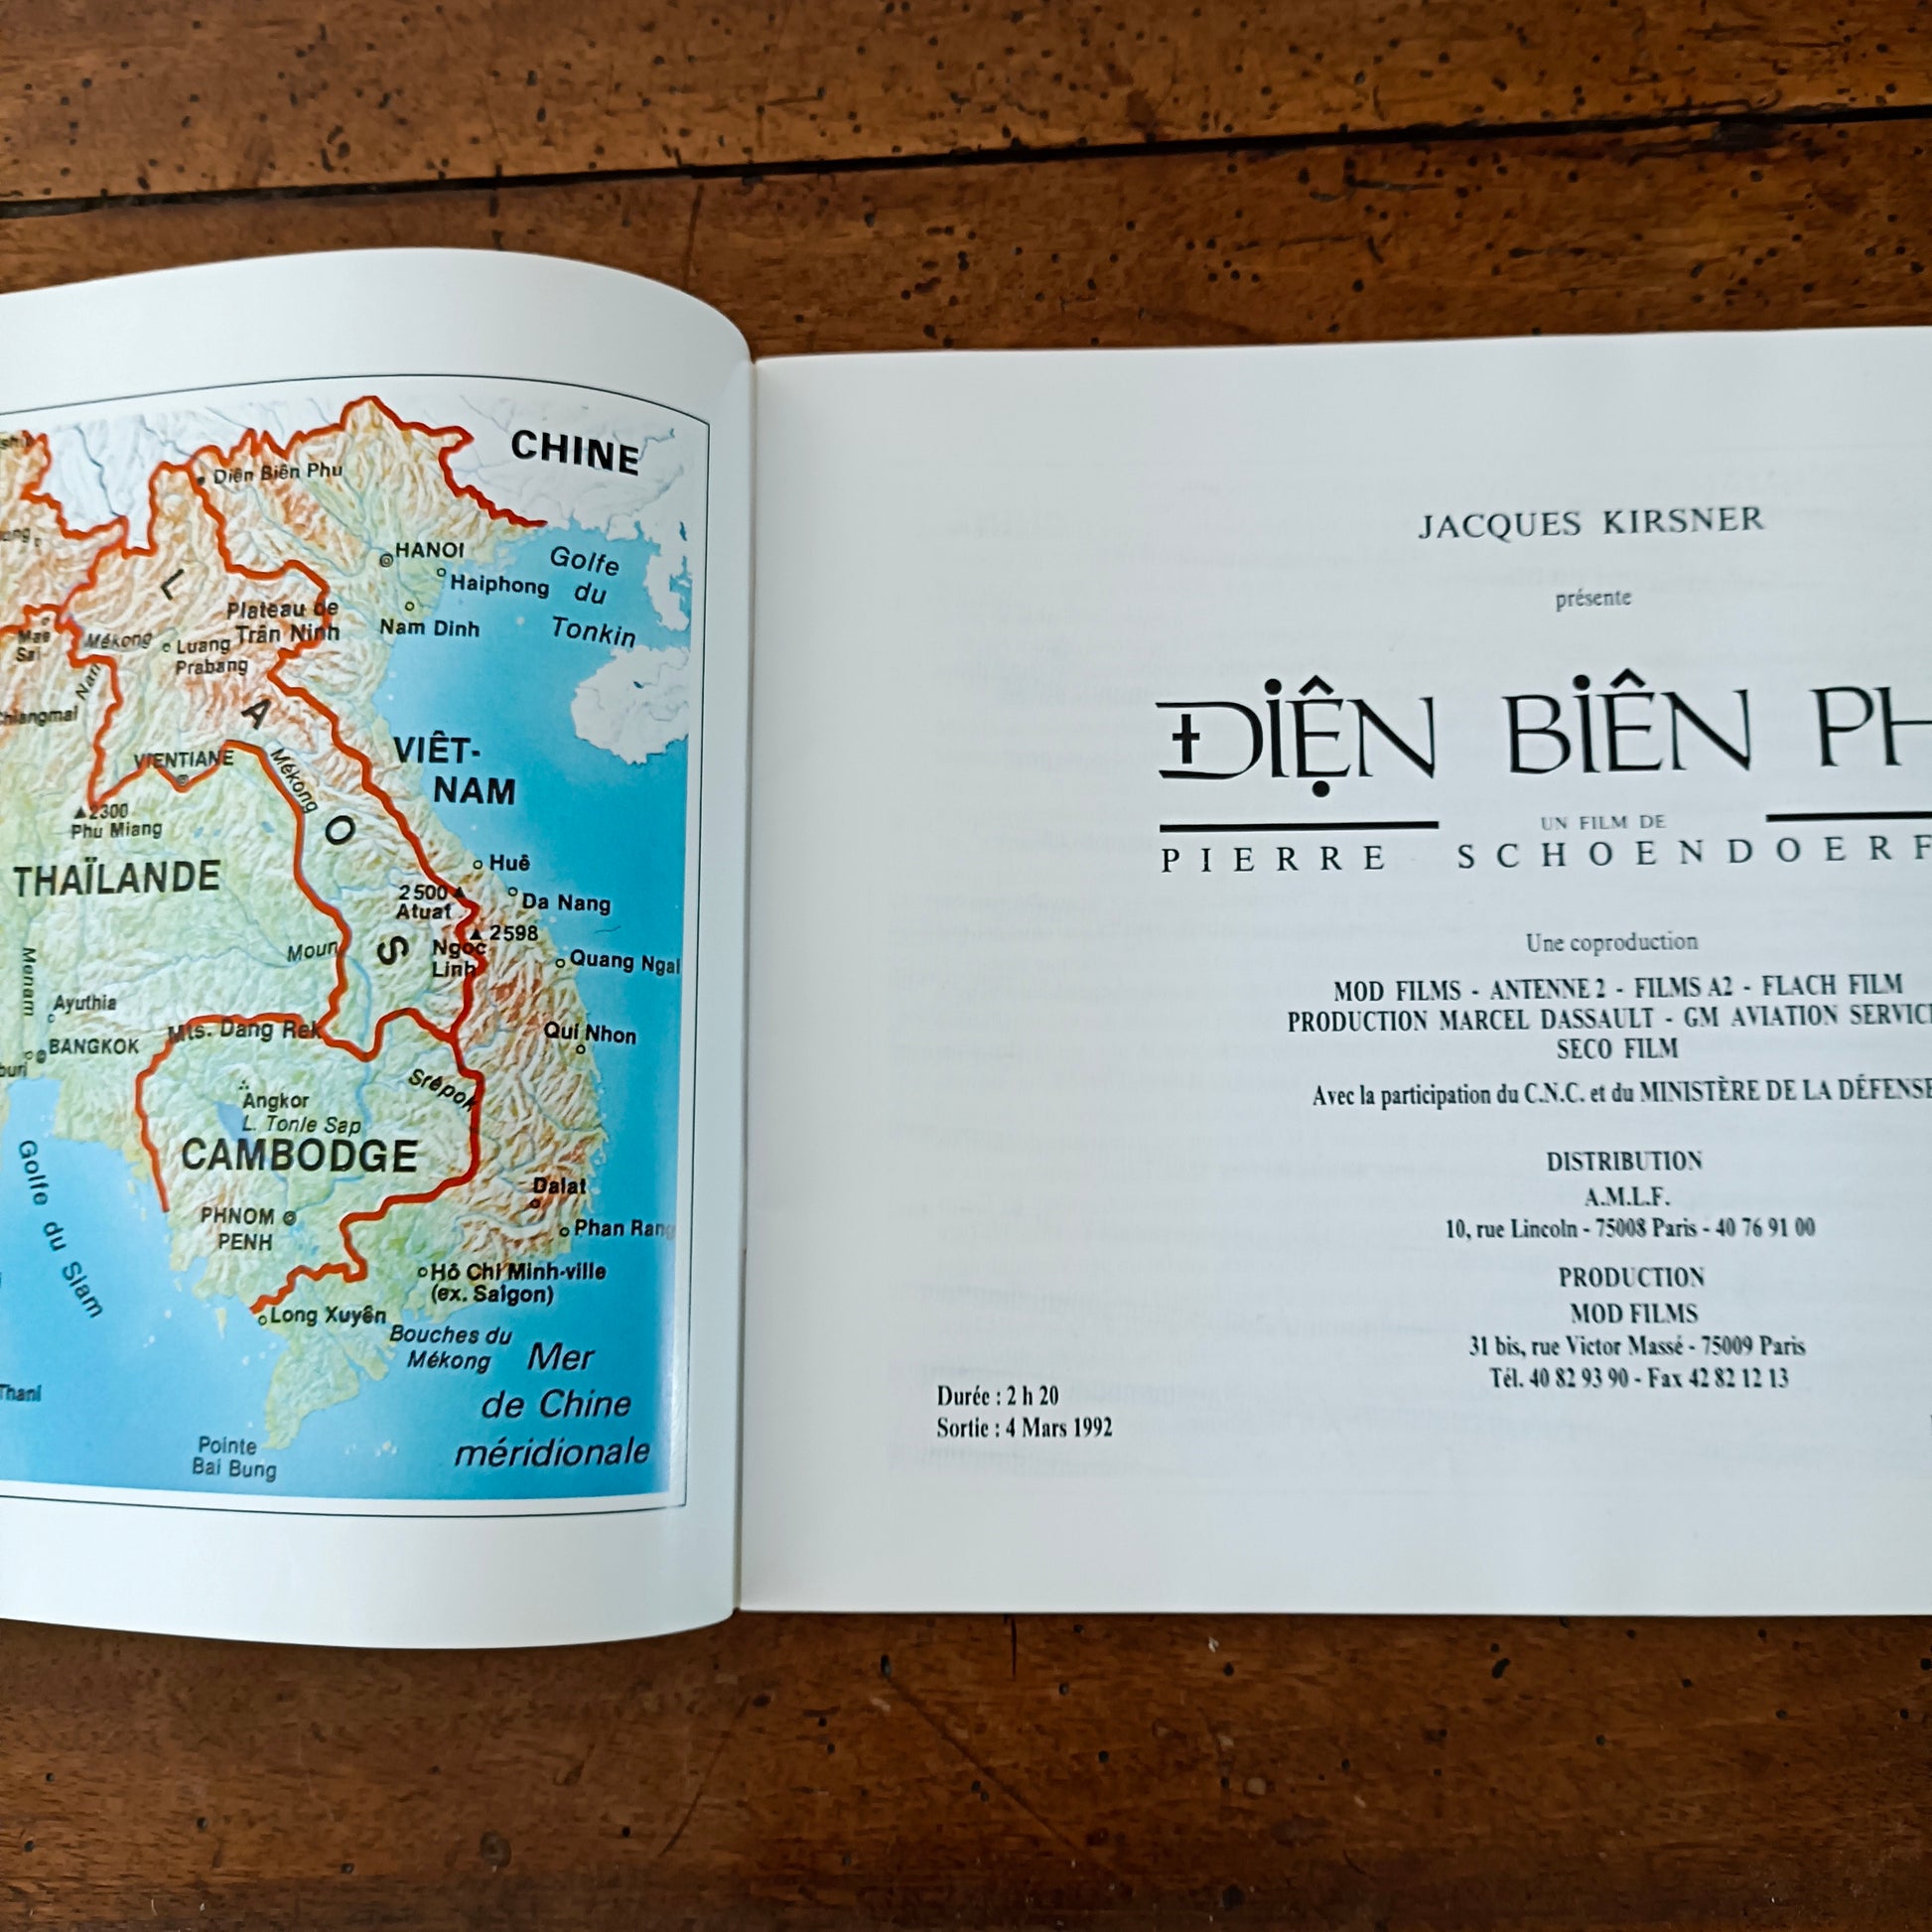 CHINE
Diên Biên Phu
HANOI
Haiphong
Golfe
du
Tonkin
Nam Dinh
L
A
O
S
Plateau de
Trân Ninh
Mékong
Luang
Prabang
Mae
Sai
Nan
VIENTIANE
Mékong
VIÊT-
NAM
2300
Phu Miang
THAÏLANDE
Huê
2500
Atuat
Da Nang
2598
Ngoc
Linh
Quang Ngai
Moun
Menam
Ayuthia
BANGKOK
Mts. Dang Rek
Qui Nhon
Srêpok
Angkor
L. Tonle Sap
CAMBODGE
Dalat
PHNOM
PENH
Phan Rang
Golfe du Siam
Hô Chi Minh-ville
(ex. Saïgon)
Long Xuyên
Bouches du
Mékong
Mer
de Chine
méridionale
Thani
Pointe
Bai Bung
JACQUES KIRSNER
présente
ĐIỆN BIÊN PH
UN FILM DE
PIERRE SCHOENDOERF
Une coproduction
MOD FILMS - ANTENNE 2 - FILMS A2 - FLACH FILM
PRODUCTION MARCEL DASSAULT - GM AVIATION SERVIC
SECO FILM
Avec la participation du C.N.C. et du MINISTÈRE DE LA DÉFENSE
DISTRIBUTION
A.M.L.F.
10, rue Lincoln - 75008 Paris - 40 76 91 00
PRODUCTION
MOD FILMS
31 bis, rue Victor Massé - 75009 Paris
Tél. 40 82 93 90 - Fax 42 82 12 13
Durée : 2 h 20
Sortie : 4 Mars 1992